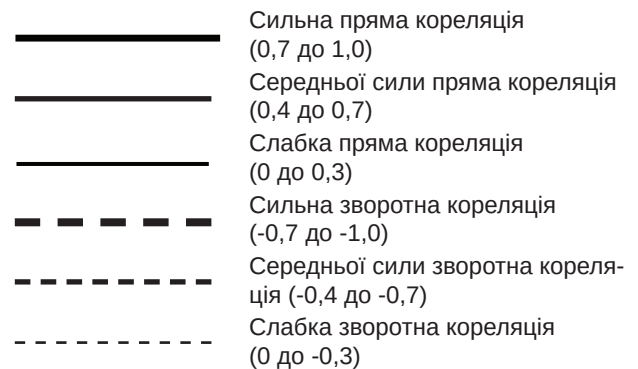 Сильна пряма кореляція
(0,7 до 1,0)
Середньої сили пряма кореляція
(0,4 до 0,7)
Слабка пряма кореляція
(0 до 0,3)
Сильна зворотна кореляція
(-0,7 до -1,0)
Середньої сили зворотна кореля-
ція (-0,4 до -0,7)
Слабка зворотна кореляція
(0 до -0,3)